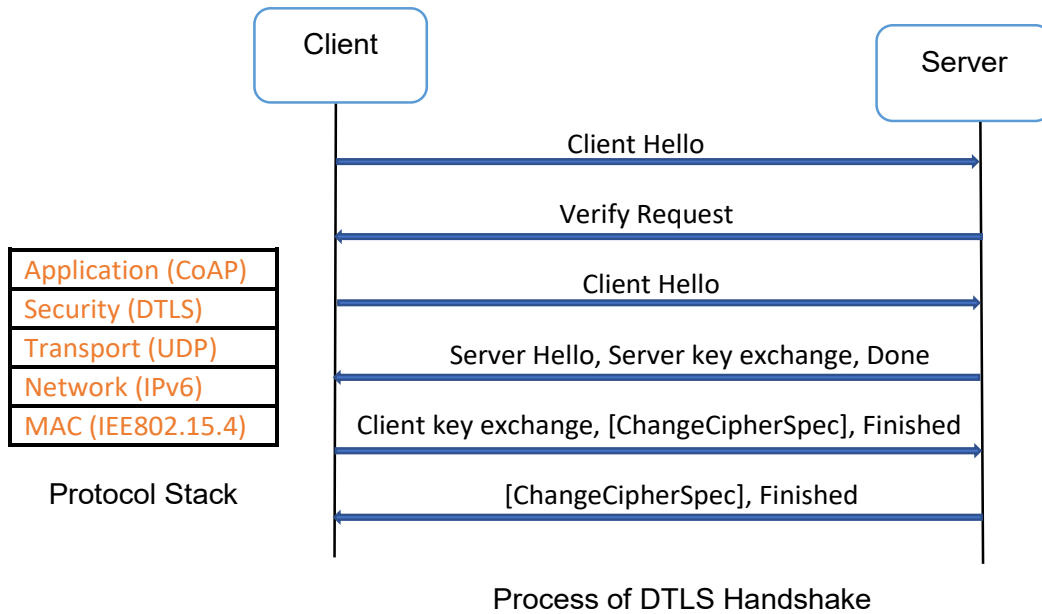 Client
Server
Client Hello
Verify Request
Client Hello
Server Hello, Server key exchange, Done
Client key exchange, [ChangeCipherSpec], Finished
[ChangeCipherSpec], Finished
Application (CoAP)
Security (DTLS)
Transport (UDP)
Network (IPv6)
MAC (IEEE802.15.4)
Protocol Stack
Process of DTLS Handshake